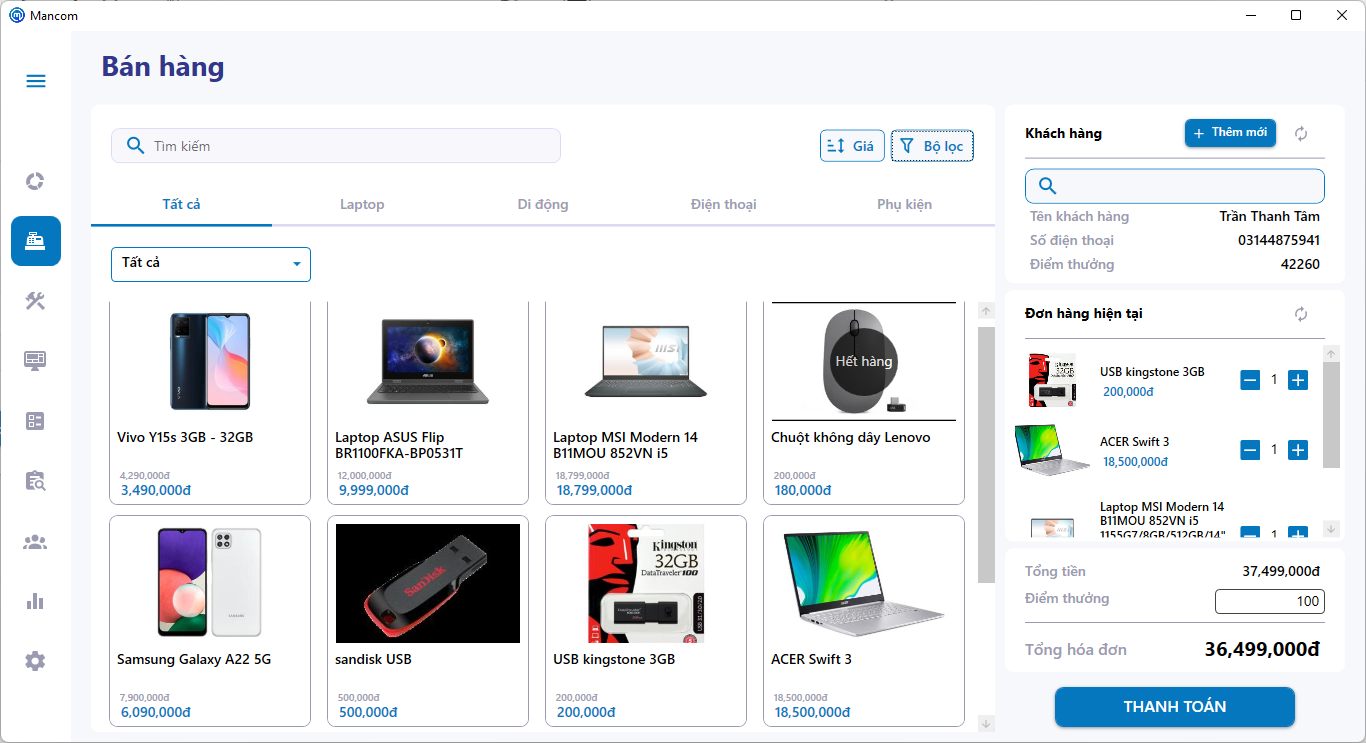 Mancom
Bán hàng
Tìm kiếm
Giá
Bộ lọc
Tất cả
Laptop
Di động
Điện thoại
Phụ kiện
Tất cả
Vivo Y15s 3GB - 32GB
4,290,000đ
3,490,000đ
Laptop ASUS Flip
BR1100FKA-BP0531T
12,000,000đ
9,999,000đ
Laptop MSI Modern 14
B11MOU 852VN i5
18,799,000đ
18,799,000đ
Hết hàng
Chuột không dây Lenovo
200,000đ
180,000đ
Samsung Galaxy A22 5G
7,900,000đ
6,090,000đ
SanDisk
sandisk USB
500,000đ
500,000đ
Kingston
32GB
DataTraveler 100
USB kingstone 3GB
200,000đ
200,000đ
ACER Swift 3
18,500,000đ
18,500,000đ
Khách hàng
+ Thêm mới
Tên khách hàng
Trần Thanh Tâm
Số điện thoại
03144875941
Điểm thưởng
42260
Đơn hàng hiện tại
32GB
USB kingstone 3GB
200,000đ
1
ACER Swift 3
18,500,000đ
1
Laptop MSI Modern 14
B11MOU 852VN i5
1155G7/8GB/512GB/14"
1
Tổng tiền
37,499,000đ
Điểm thưởng
100
Tổng hóa đơn
36,499,000đ
THANH TOÁN